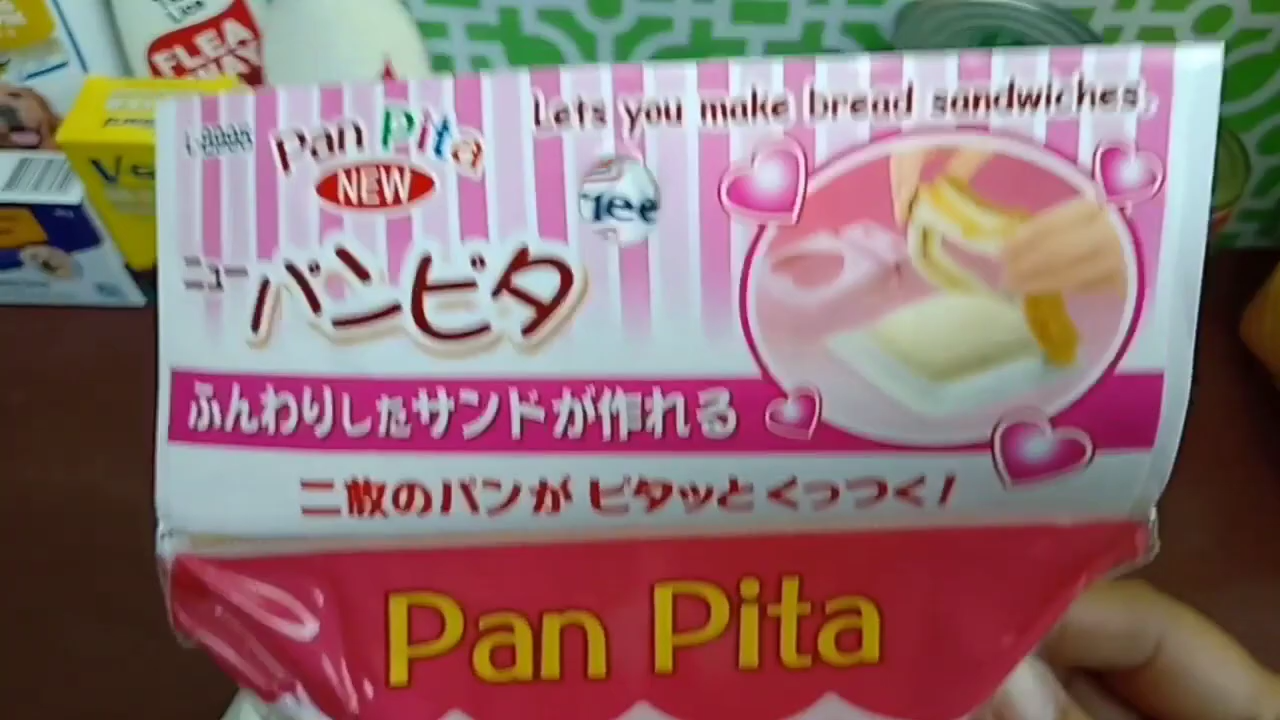 FLEA
Pan Pita
NEW
Lets you make bread sandwiches.
ニューパンピタ
ふんわりしたサンドが作れる
二枚のパンが ピタッとくっつく!
Pan Pita